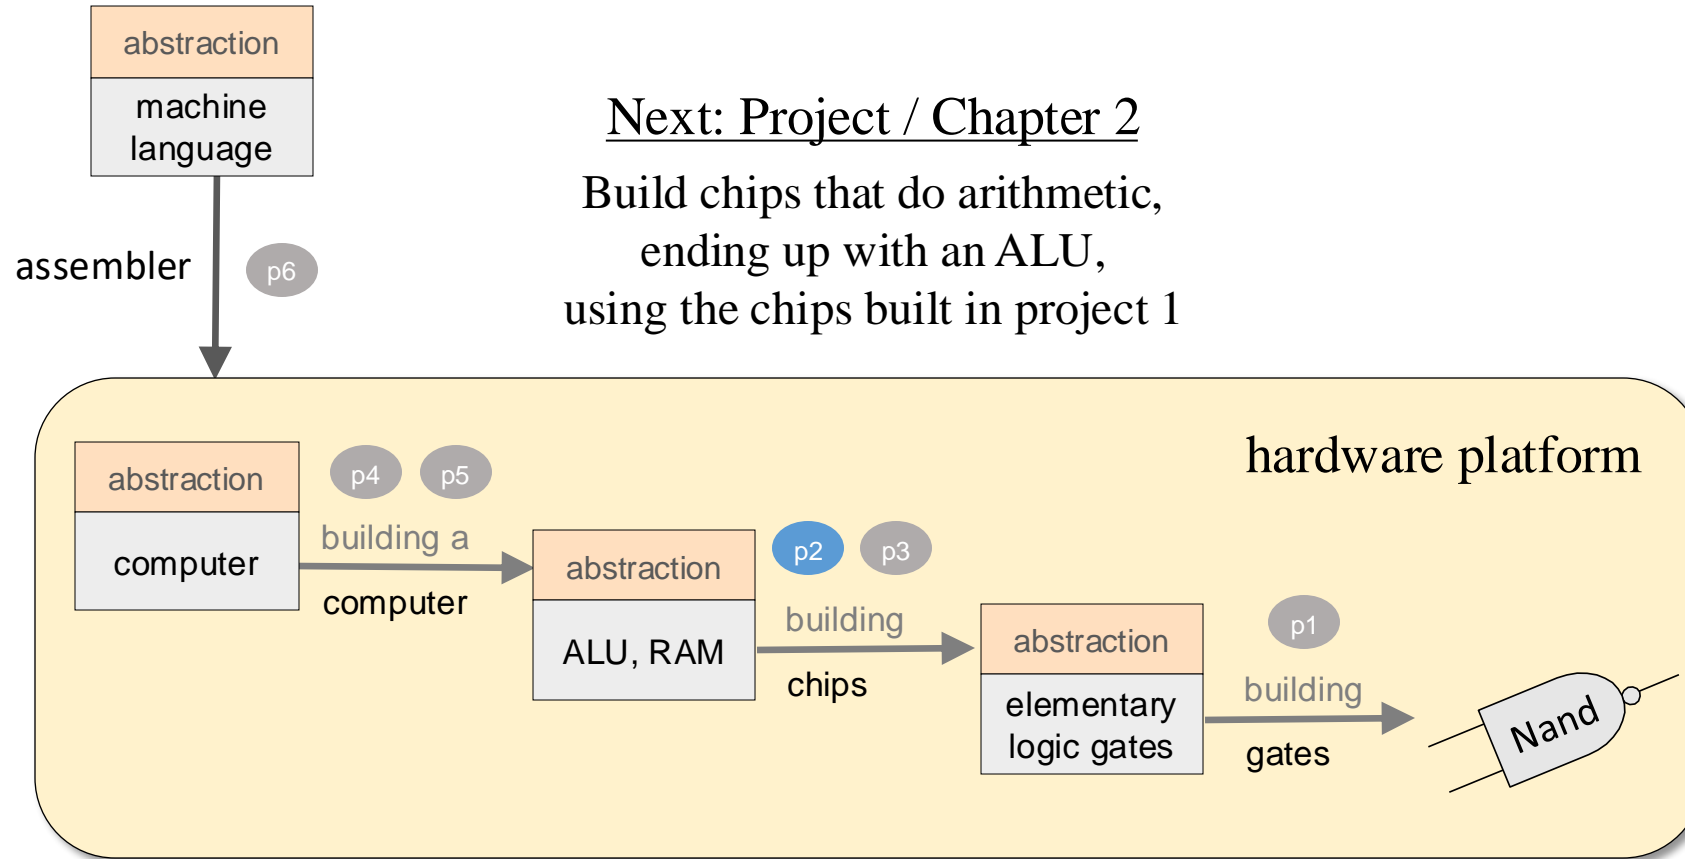 abstraction
machine
language
Next: Project / Chapter 2
Build chips that do arithmetic,
ending up with an ALU,
using the chips built in project 1
assembler
p6
hardware platform
abstraction
computer
p4
p5
building a
computer
abstraction
ALU, RAM
p2
p3
building
chips
abstraction
elementary
logic gates
p1
building
gates
Nand